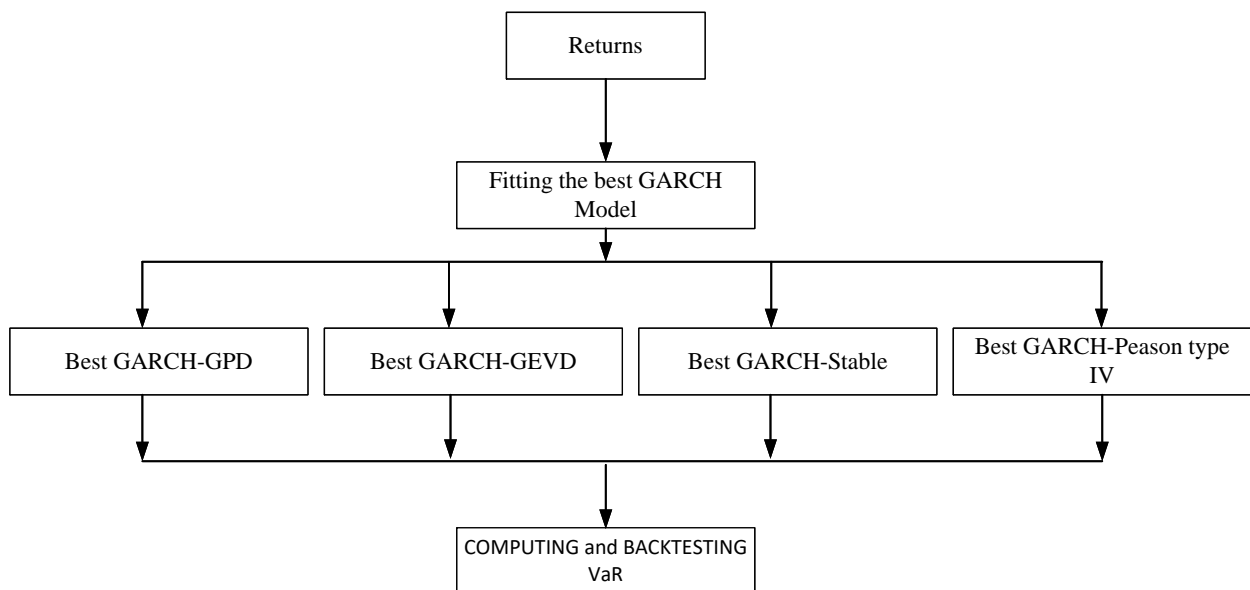 Returns
Fitting the best GARCH
Model
Best GARCH-GPD
Best GARCH-GEVD
Best GARCH-Stable
Best GARCH-Peason type
IV
COMPUTING and BACKTESTING
VaR